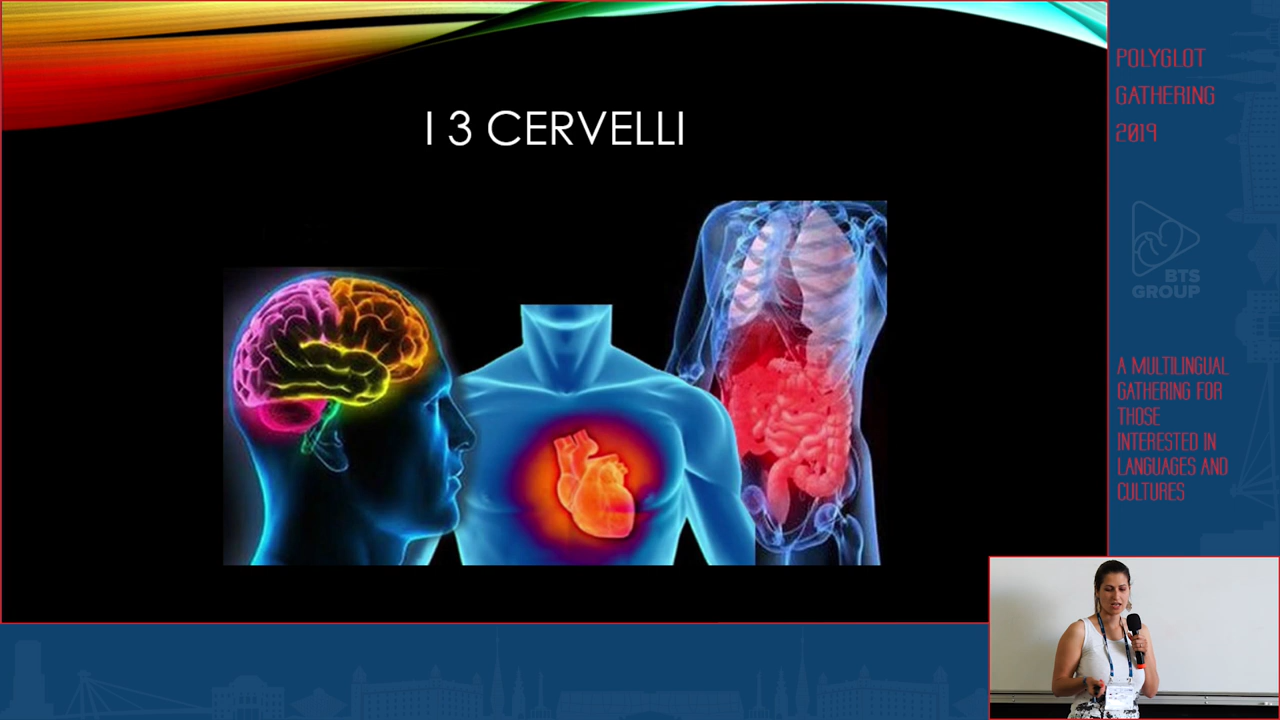 I 3 CERVELLI
POLYGLOT
GATHERING
2019
BTS
GROUP
A MULTILINGUAL
GATHERING FOR
THOSE
INTERESTED IN
LANGUAGES AND
CULTURES